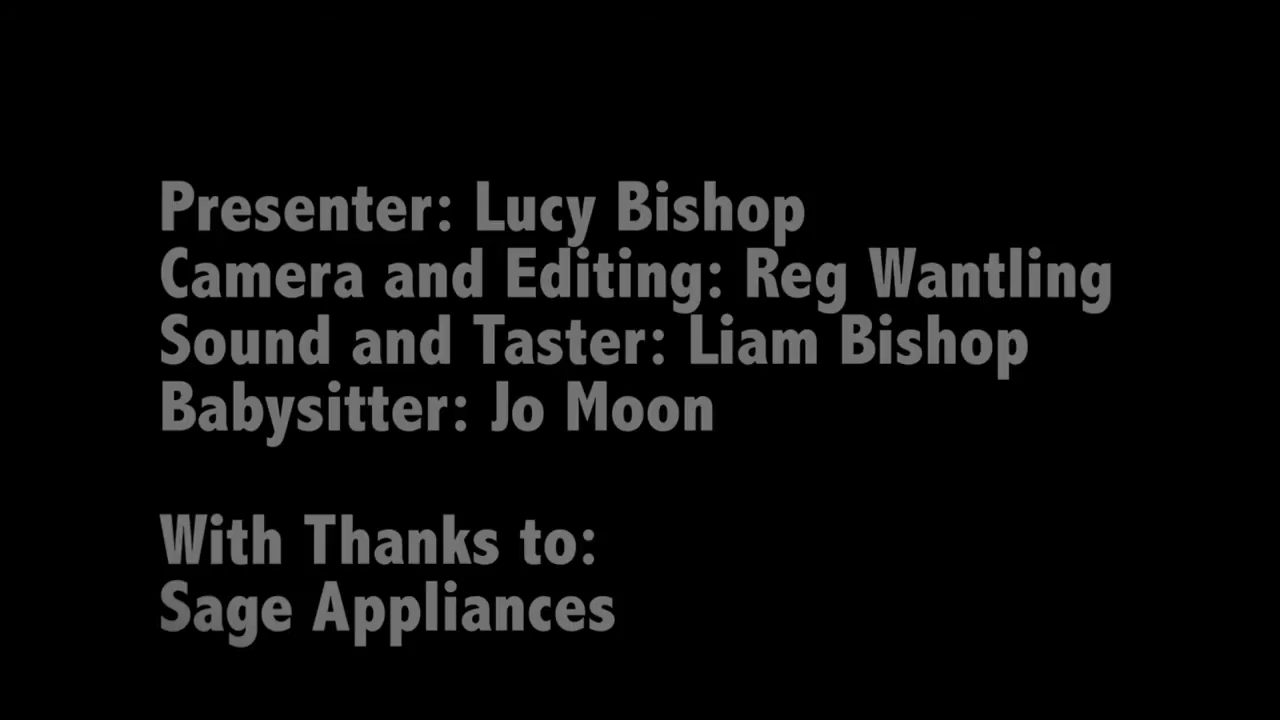 Presenter: Lucy Bishop
Camera and Editing: Reg Wantling
Sound and Taster: Liam Bishop
Babysitter: Jo Moon
With Thanks to:
Sage Appliances